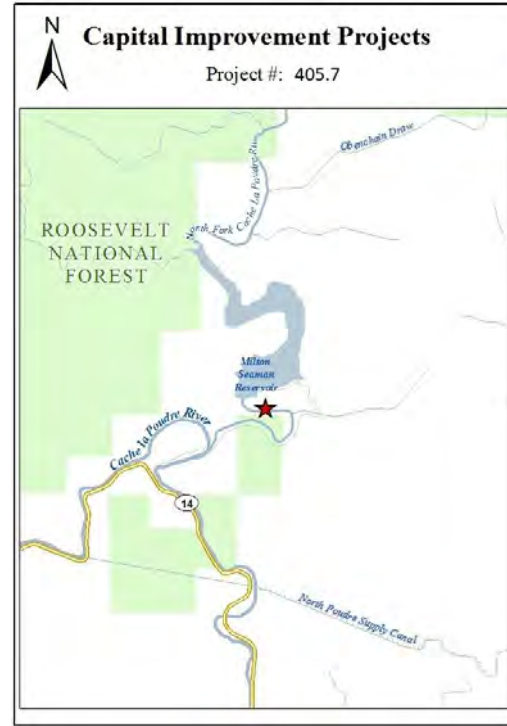 N
Capital Improvement Projects
Project #: 405.7
Obenchain Draw
North Fork Cache La Poudre River
ROOSEVELT
NATIONAL
FOREST
Milton
Seaman
Reservoir
Cache la Poudre River
14
North Poudre Supply Canal